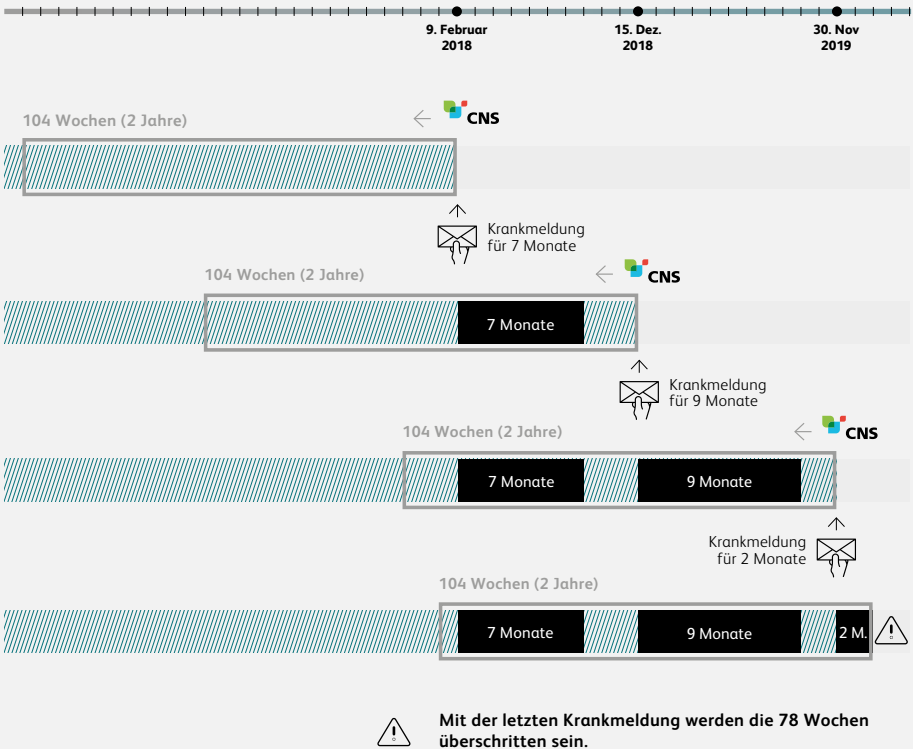 9. Februar
2018
15. Dez.
2018
30. Nov
2019
104 Wochen (2 Jahre)
CNS
Krankmeldung
für 7 Monate
104 Wochen (2 Jahre)
CNS
7 Monate
Krankmeldung
für 9 Monate
104 Wochen (2 Jahre)
CNS
7 Monate
9 Monate
Krankmeldung
für 2 Monate
104 Wochen (2 Jahre)
7 Monate
9 Monate
2 M.
Mit der letzten Krankmeldung werden die 78 Wochen
überschritten sein.